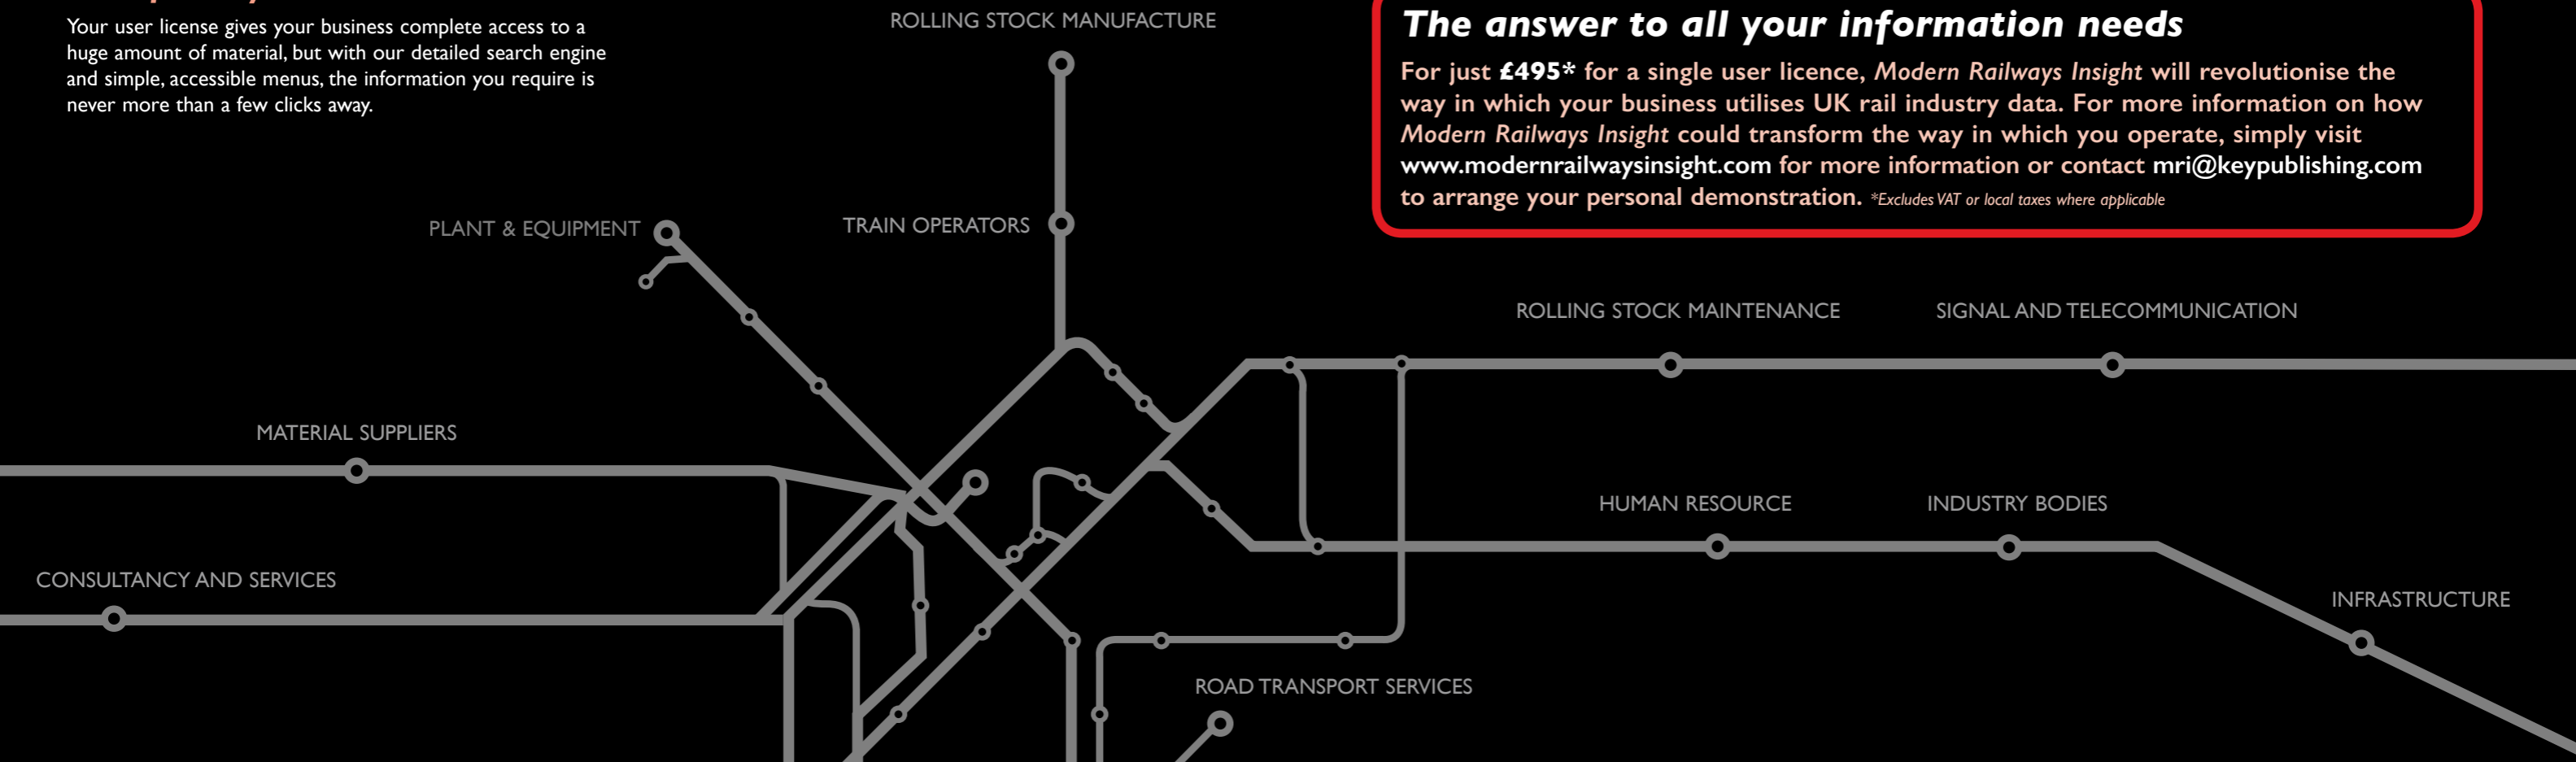 Your user license gives your business complete access to a
huge amount of material, but with our detailed search engine
and simple, accessible menus, the information you require is
never more than a few clicks away.
ROLLING STOCK MANUFACTURE
The answer to all your information needs
For just £495* for a single user licence, Modern Railways Insight will revolutionise the
way in which your business utilises UK rail industry data. For more information on how
Modern Railways Insight could transform the way in which you operate, simply visit
www.modernrailwaysinsight.com for more information or contact mri@keypublishing.com
to arrange your personal demonstration. *Excludes VAT or local taxes where applicable
PLANT & EQUIPMENT
TRAIN OPERATORS
ROLLING STOCK MAINTENANCE
SIGNAL AND TELECOMMUNICATION
MATERIAL SUPPLIERS
HUMAN RESOURCE
INDUSTRY BODIES
CONSULTANCY AND SERVICES
INFRASTRUCTURE
ROAD TRANSPORT SERVICES